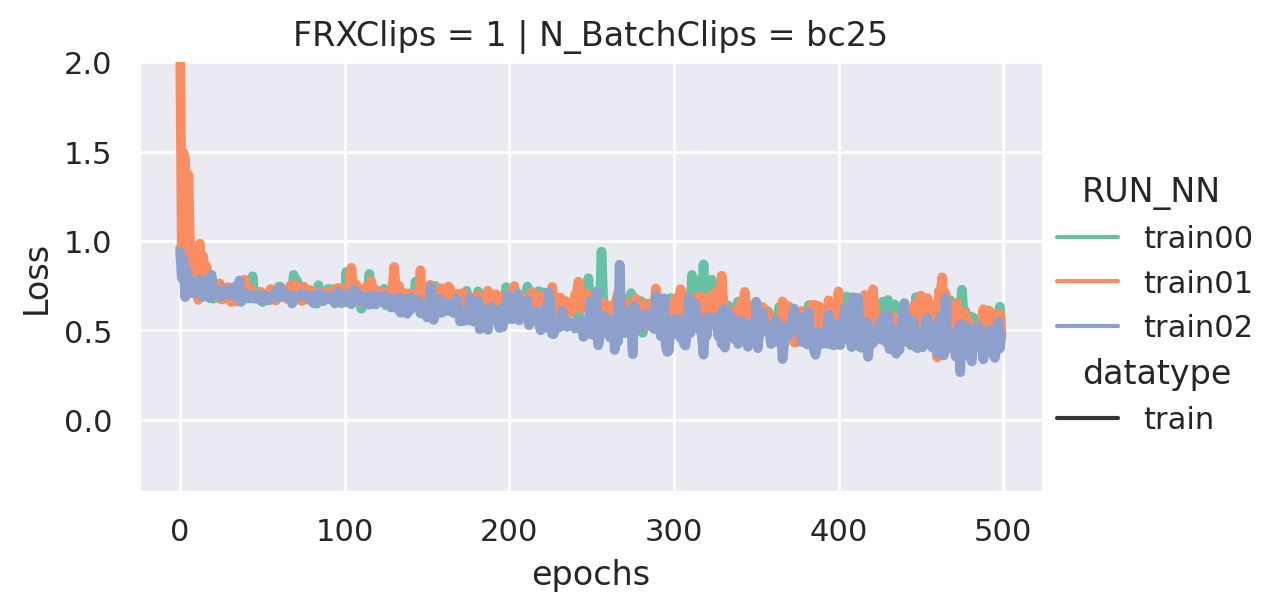 FRXClips = 1 | N_BatchClips = bc25
2.0
1.5
1.0
0.5
0.0
Loss
0 100 200 300 400 500
epochs
RUN_NN
train00
train01
train02
datatype
train